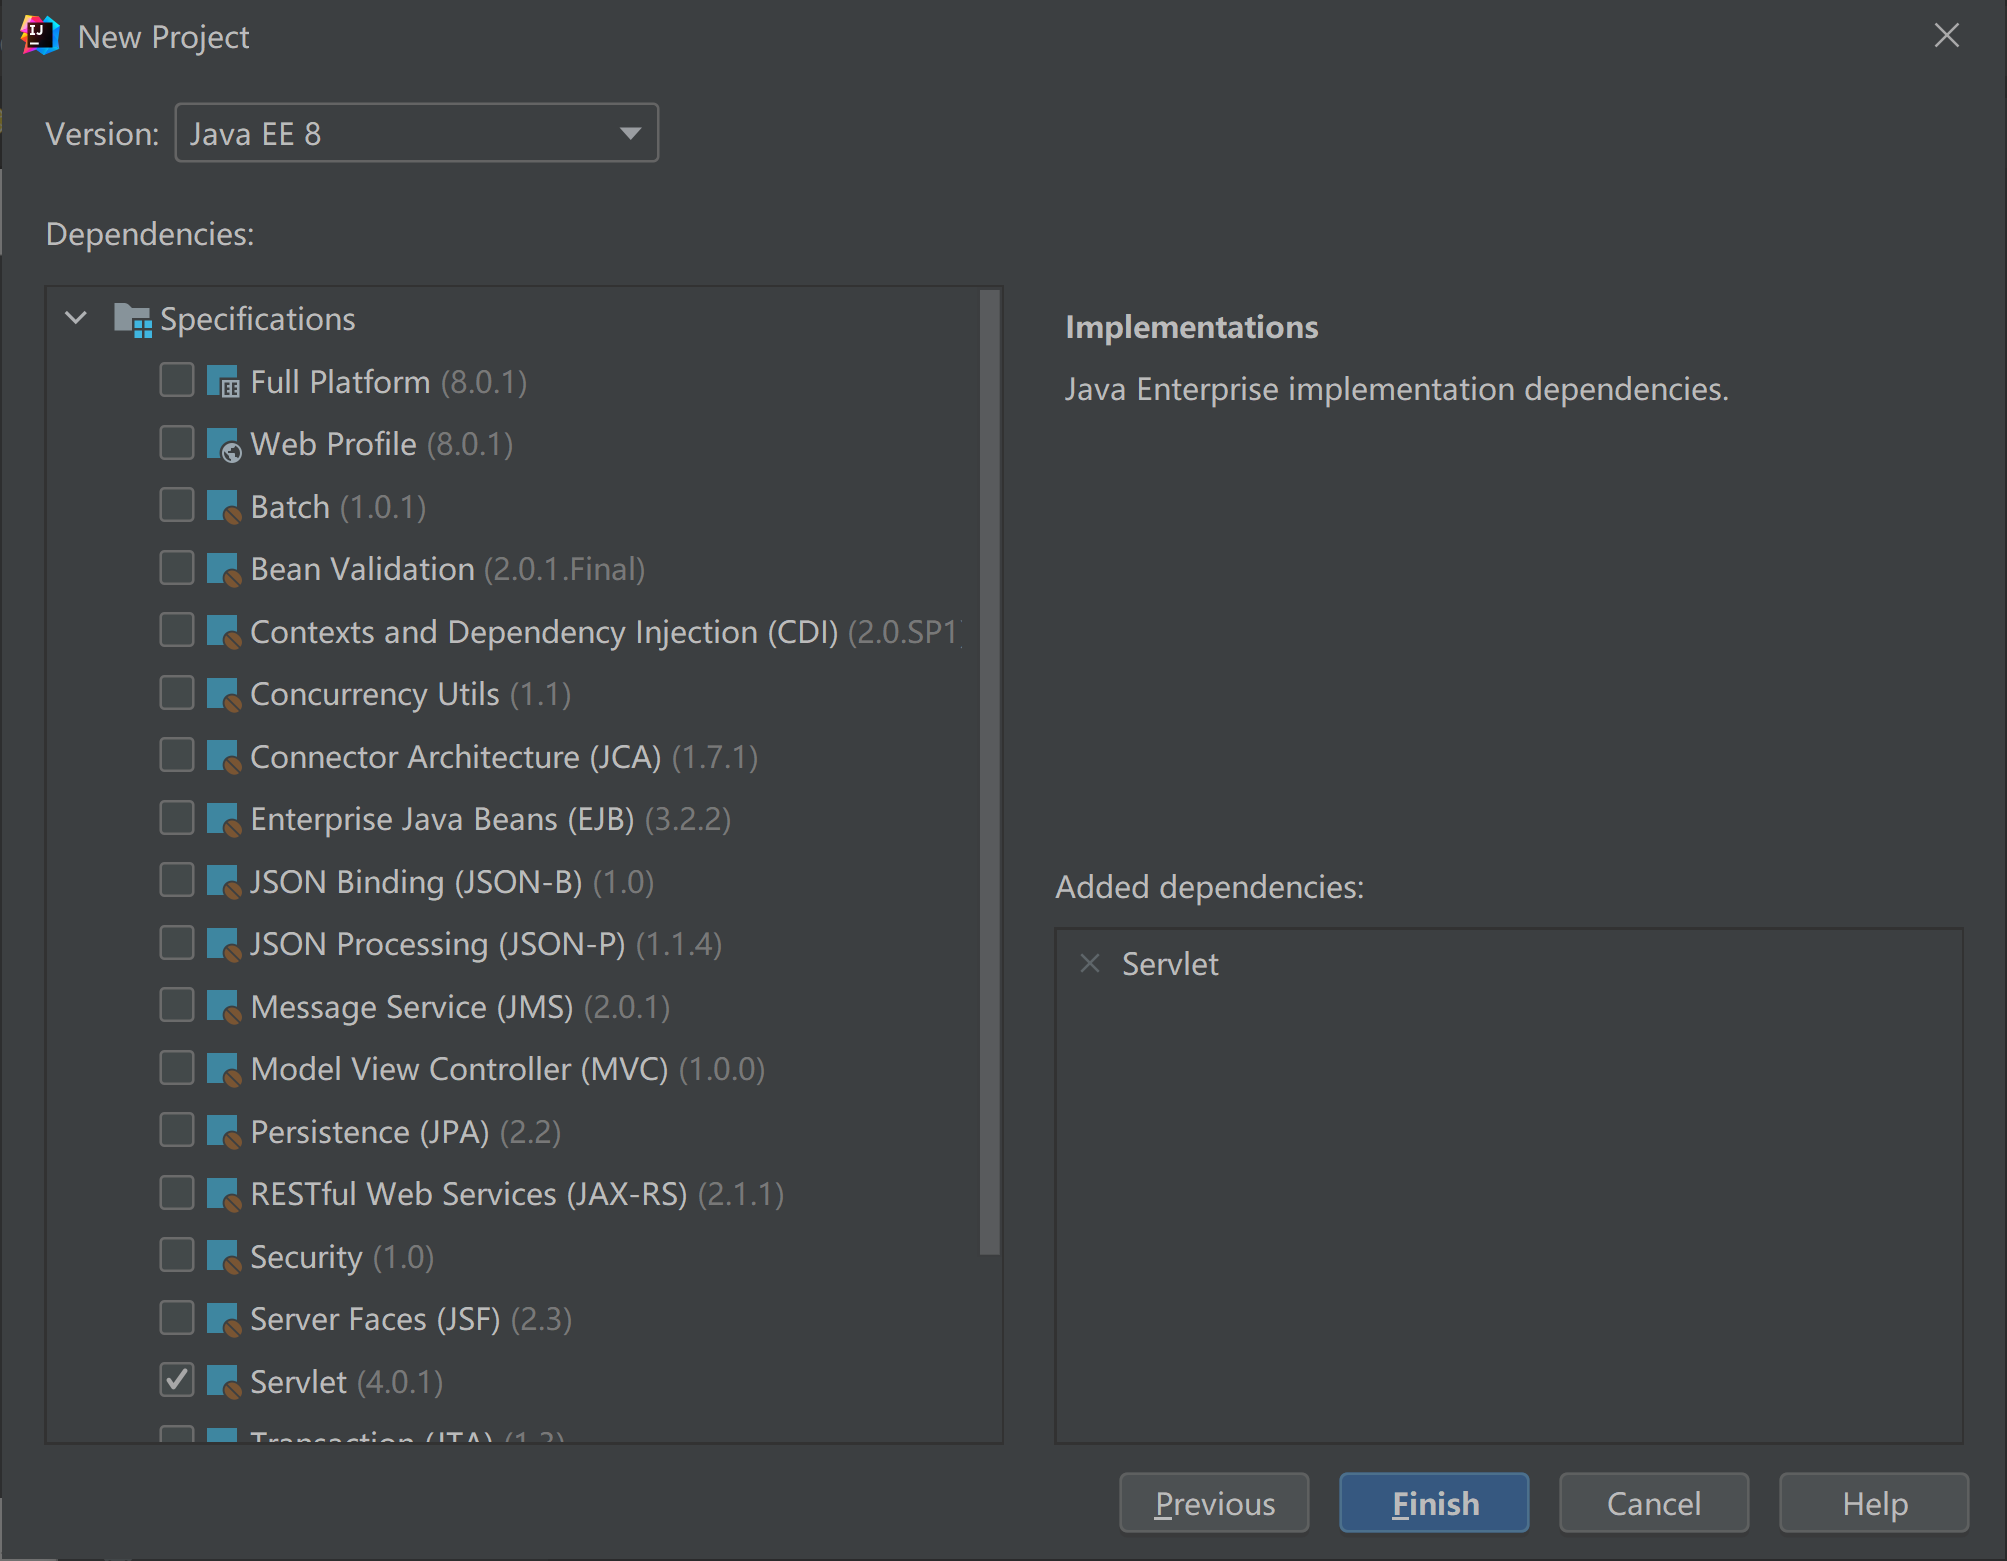 New Project
Version: Java EE 8
Dependencies:
Specifications
Full Platform (8.0.1)
Web Profile (8.0.1)
Batch (1.0.1)
Bean Validation (2.0.1.Final)
Contexts and Dependency Injection (CDI) (2.0.SP1)
Concurrency Utils (1.1)
Connector Architecture (JCA) (1.7.1)
Enterprise Java Beans (EJB) (3.2.2)
JSON Binding (JSON-B) (1.0)
JSON Processing (JSON-P) (1.1.4)
Message Service (JMS) (2.0.1)
Model View Controller (MVC) (1.0.0)
Persistence (JPA) (2.2)
RESTful Web Services (JAX-RS) (2.1.1)
Security (1.0)
Server Faces (JSF) (2.3)
Servlet (4.0.1)
Transaction (JTA) (1.3)
Implementations
Java Enterprise implementation dependencies.
Added dependencies:
Servlet
Previous
Finish
Cancel
Help
IJ